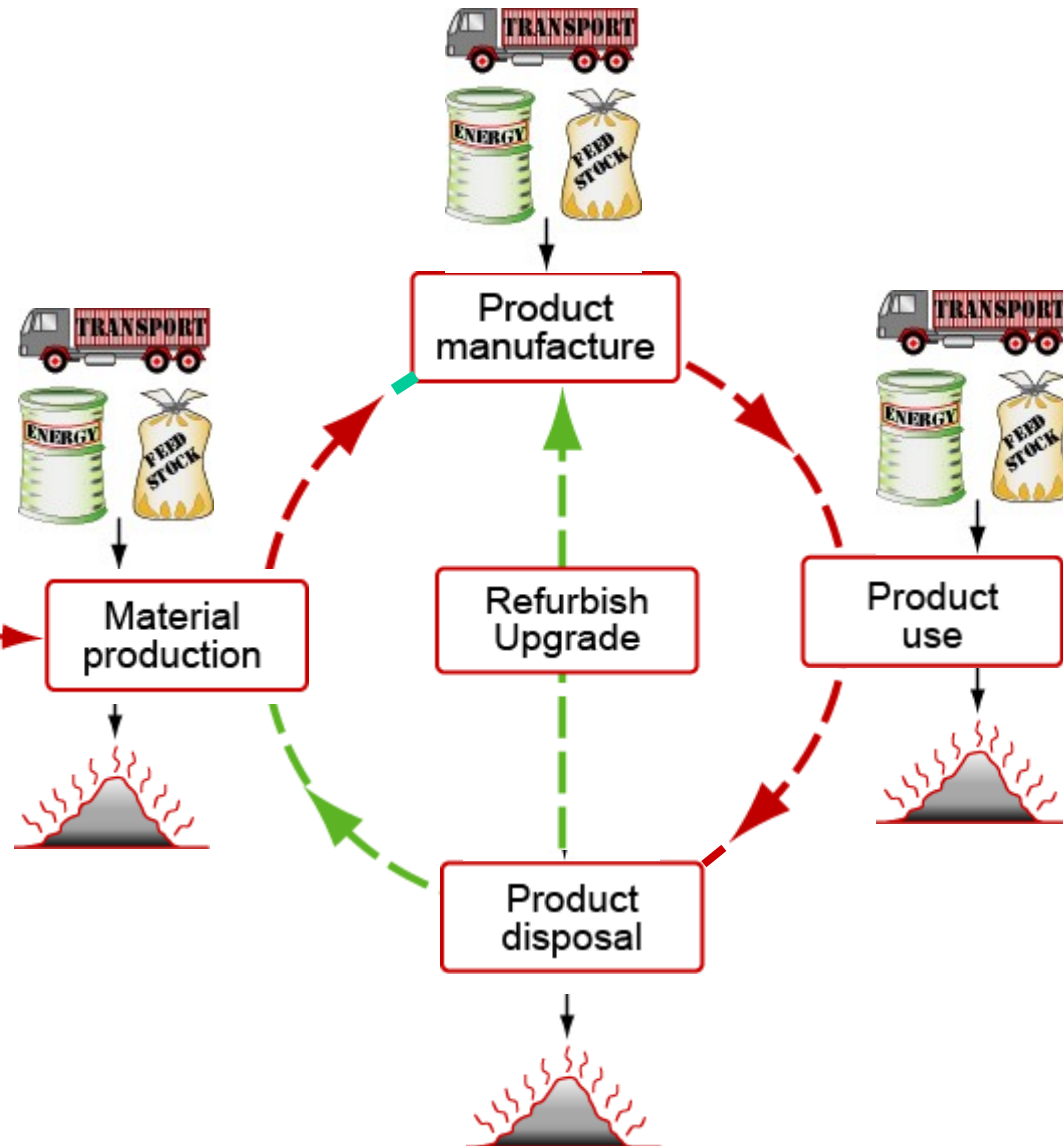 TRANSPORT
ENERGY
FEED
STOCK
Product
manufacture
TRANSPORT
ENERGY
FEED
STOCK
TRANSPORT
ENERGY
FEED
STOCK
Material
production
Refurbish
Upgrade
Product
use
Product
disposal